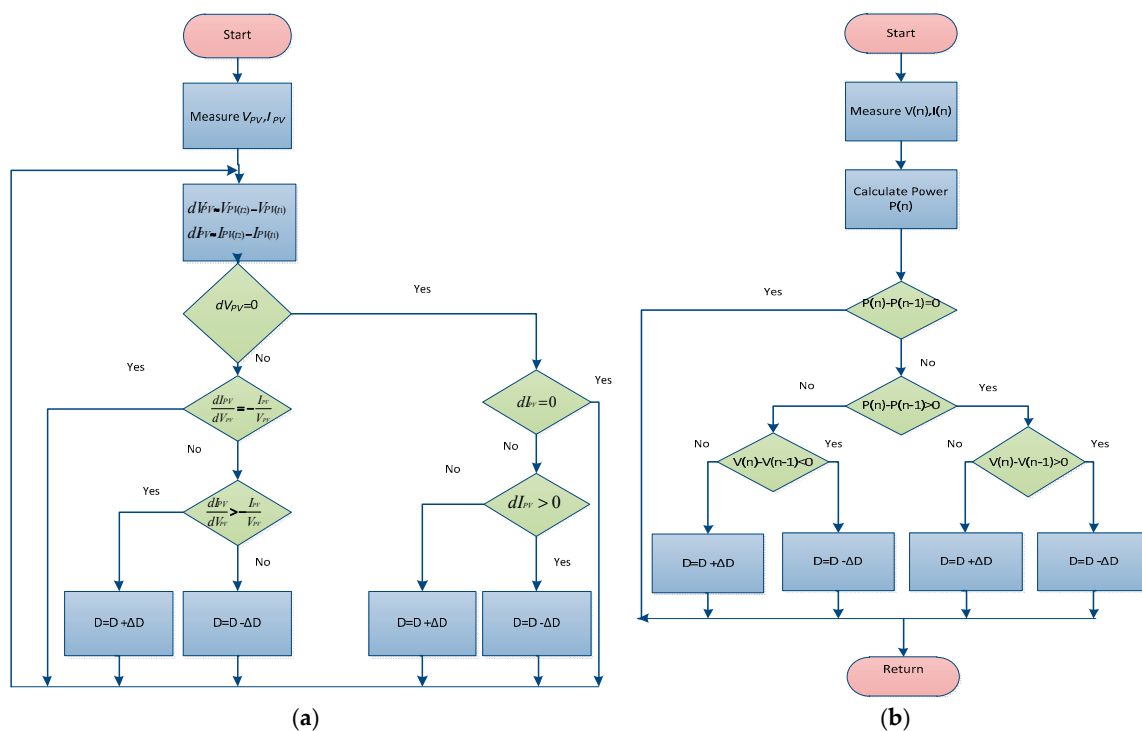 Start
Measure V_PV, I_PV
dV_PV≈V_PV(t2)−V_PV(t1)
dI_PV≈I_PV(t2)−I_PV(t1)
dV_PV=0
Yes
No
Yes
dI_PV/dV_PV=−I_PV/V_PV
No
Yes
dI_PV/dV_PV>−I_PV/V_PV
No
D=D +ΔD
D=D -ΔD
dI_PV=0
Yes
No
No
dI_PV>0
Yes
D=D +ΔD
D=D -ΔD
(a)
Start
Measure V(n),I(n)
Calculate Power
P(n)
Yes
P(n)-P(n-1)=0
No
No
P(n)-P(n-1)>0
Yes
No
V(n)-V(n-1)<0
Yes
No
V(n)-V(n-1)>0
Yes
D=D +ΔD
D=D -ΔD
D=D +ΔD
D=D -ΔD
Return
(b)